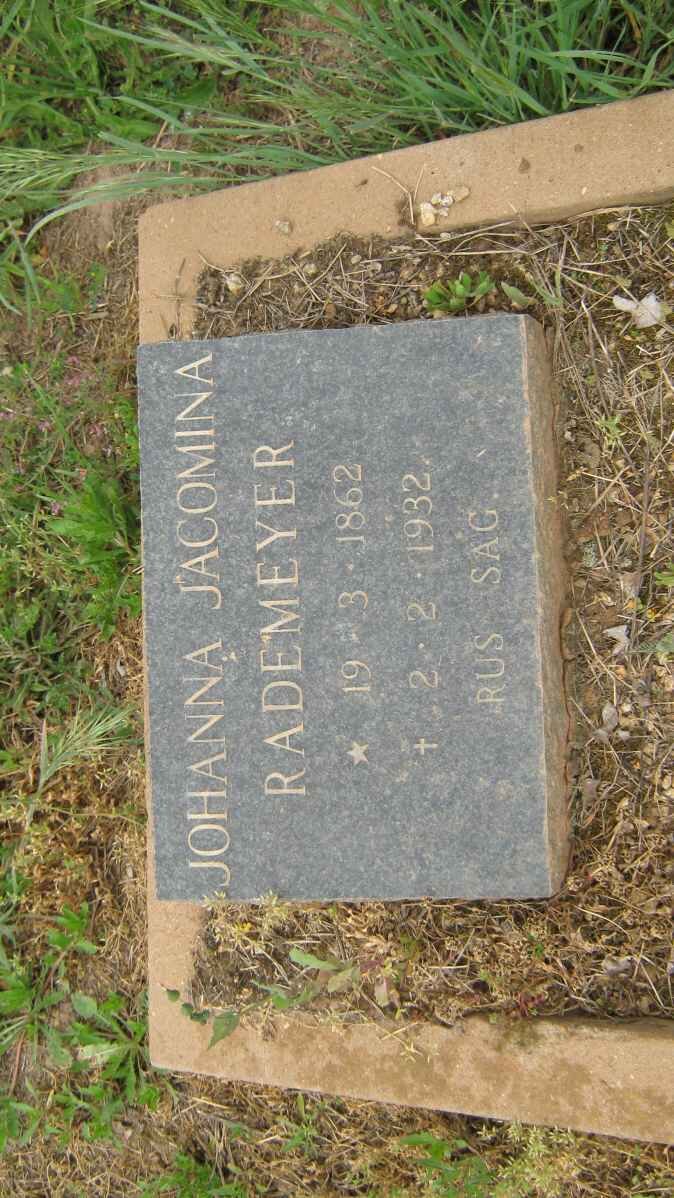 JOHANNA JACOMINA
RADEMEYER
★ 19 · 3 · 1862
✝ 2 · 2 · 1932.
RUS SAG.